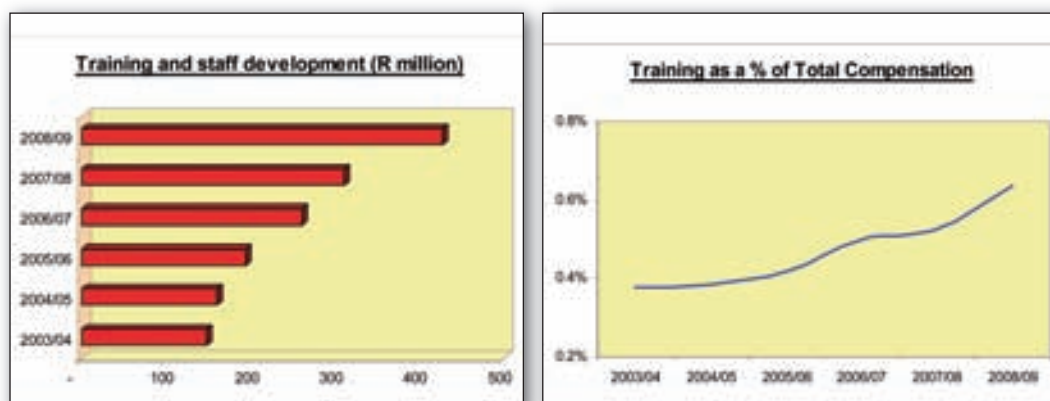 Training and staff development (R million)
2008/09
2007/08
2006/07
2005/06
2004/05
2003/04
- 100 200 300 400 500
Training as a % of Total Compensation
0.8%
0.6%
0.4%
0.2%
2003/04 2004/05 2005/06 2006/07 2007/08 2008/09